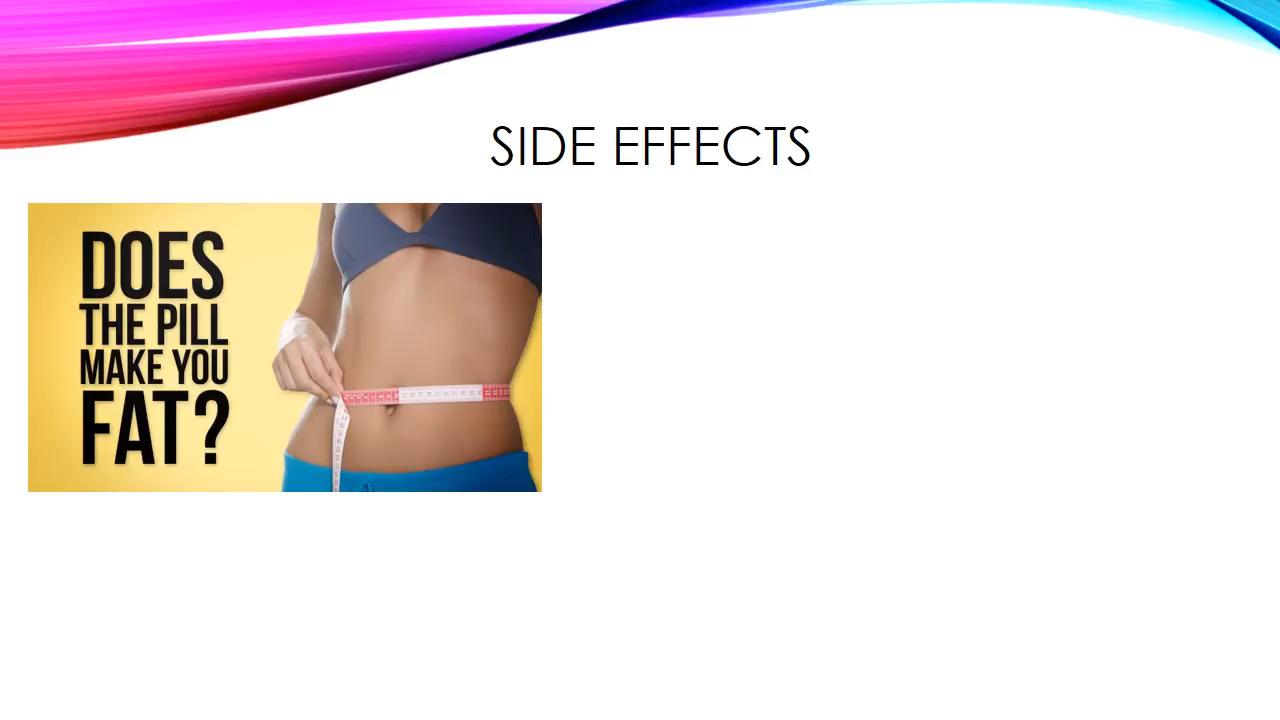 SIDE EFFECTS
DOES
THE PILL
MAKE YOU
FAT?